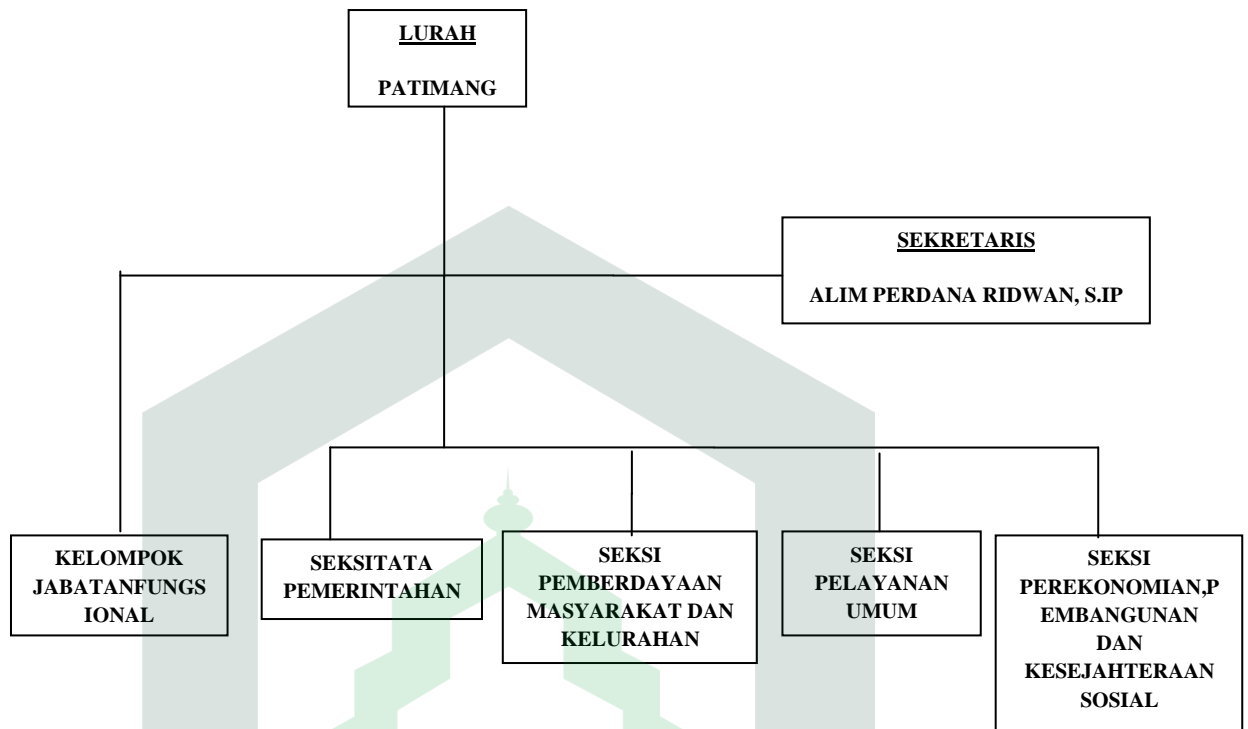 LURAH
PATIMANG
SEKRETARIS
ALIM PERDANA RIDWAN, S.IP
KELOMPOK
JABATANFUNGS
IONAL
SEKSITATA
PEMERINTAHAN
SEKSI
PEMBERDAYAAN
MASYARAKAT DAN
KELURAHAN
SEKSI
PELAYANAN
UMUM
SEKSI
PEREKONOMIAN,P
EMBANGUNAN
DAN
KESEJAHTERAAN
SOSIAL